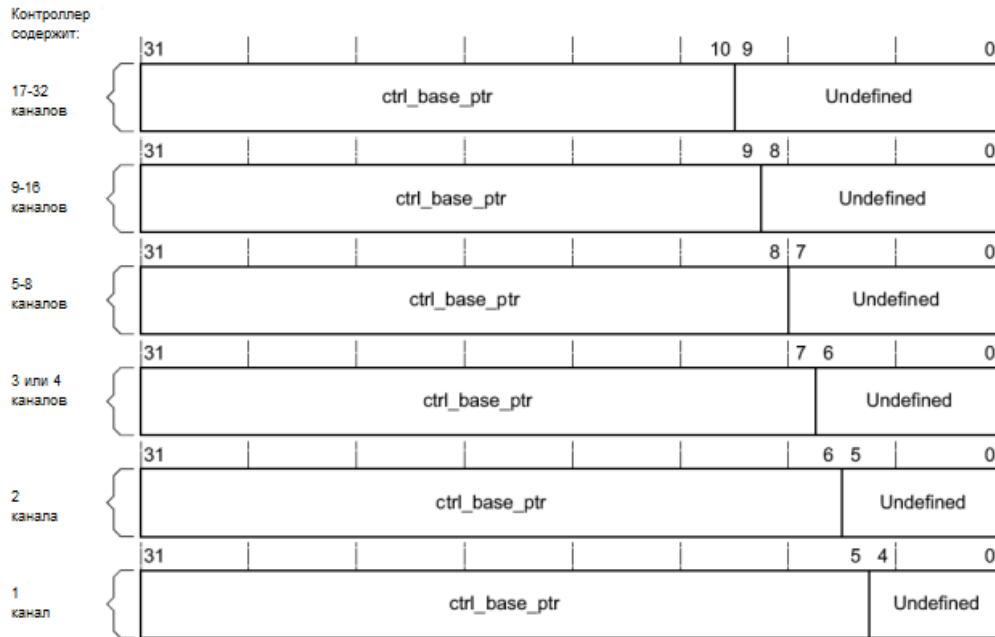 Контроллер
содержит:
31 10 9 0
17-32
каналов
ctrl_base_ptr Undefined
31 9 8 0
9-16
каналов
ctrl_base_ptr Undefined
31 8 7 0
5-8
каналов
ctrl_base_ptr Undefined
31 7 6 0
3 или 4
каналов
ctrl_base_ptr Undefined
31 6 5 0
2
канала
ctrl_base_ptr Undefined
31 5 4 0
1
канал
ctrl_base_ptr Undefined